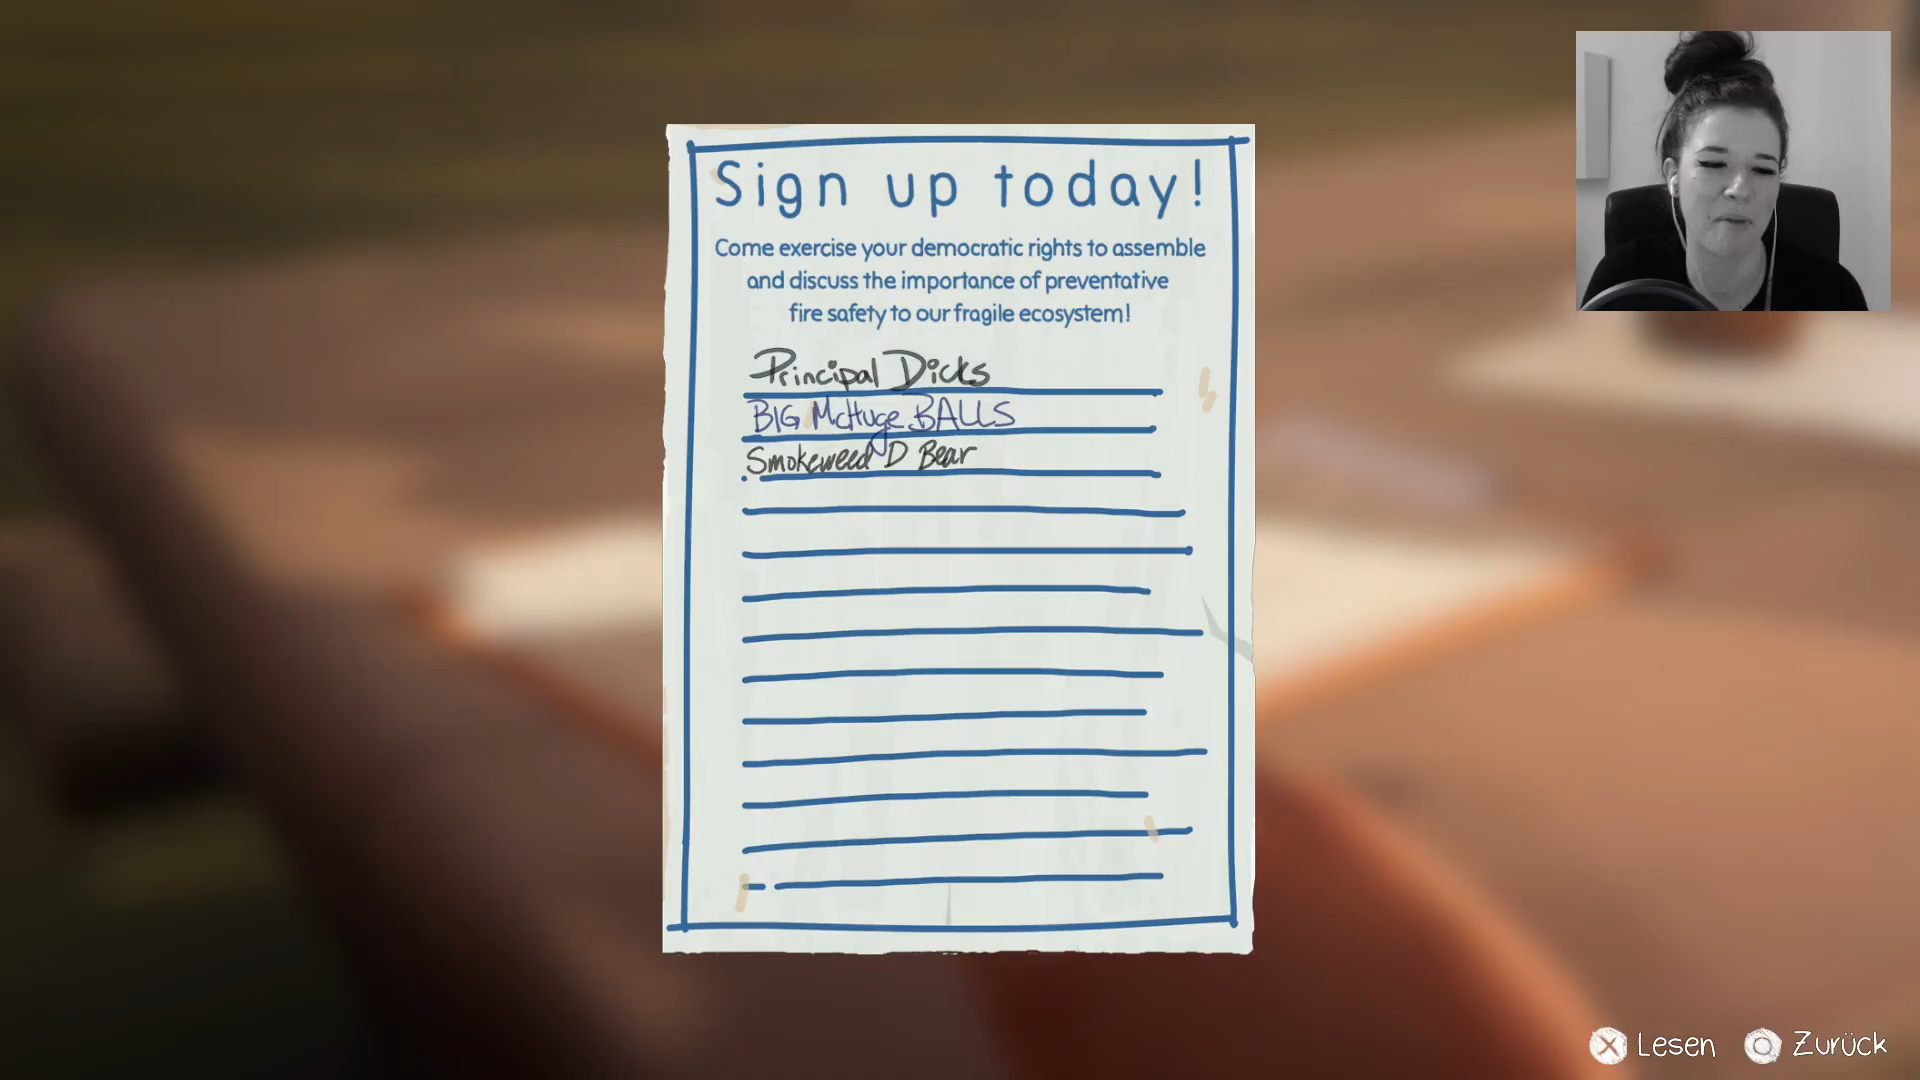 Sign up today!
Come exercise your democratic rights to assemble
and discuss the importance of preventative
fire safety to our fragile ecosystem!
Principal Dicks
BIG McHuge BALLS
Smokeweed D Bear
Lesen Zurück